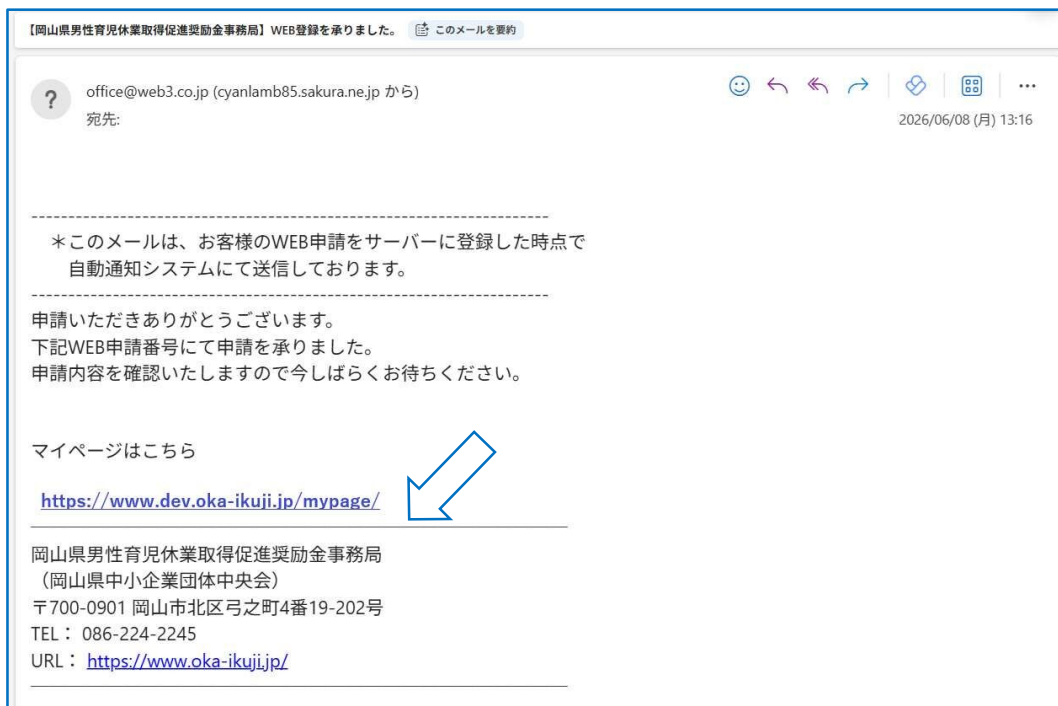 【岡山県男性育児休業取得促進奨励金事務局】WEB登録を承りました。 このメールを要約
? office@web3.co.jp (cyanlamb85.sakura.ne.jp から)
宛先:
2026/06/08 (月) 13:16
----------------------------------------------------------------------
＊このメールは、お客様のWEB申請をサーバーに登録した時点で
自動通知システムにて送信しております。
----------------------------------------------------------------------
申請いただきありがとうございます。
下記WEB申請番号にて申請を承りました。
申請内容を確認いたしますので今しばらくお待ちください。
マイページはこちら
https://www.dev.oka-ikuji.jp/mypage/
岡山県男性育児休業取得促進奨励金事務局
（岡山県中小企業団体中央会）
〒700-0901 岡山市北区弓之町4番19-202号
TEL： 086-224-2245
URL： https://www.oka-ikuji.jp/